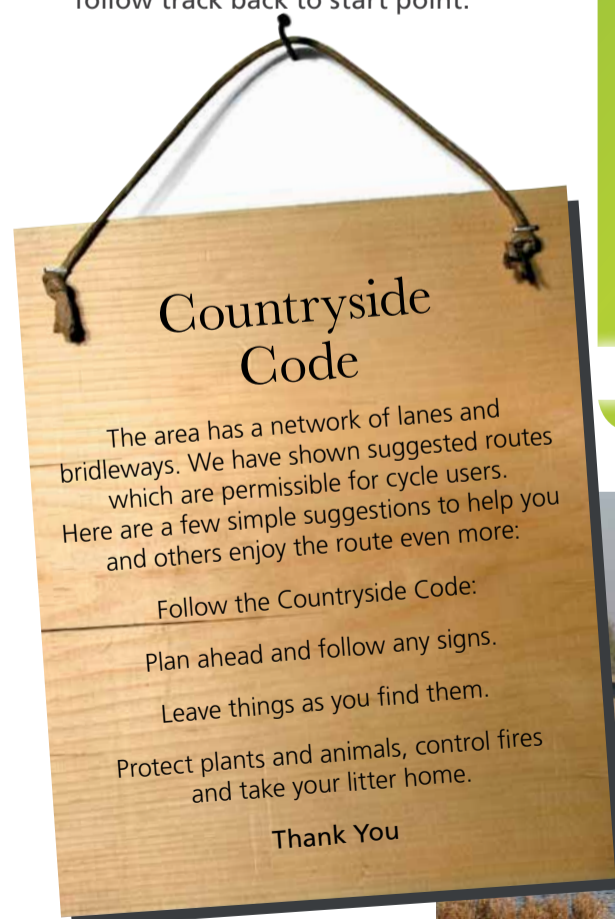 follow track back to start point.
Countryside
Code
The area has a network of lanes and
bridleways. We have shown suggested routes
which are permissible for cycle users.
Here are a few simple suggestions to help you
and others enjoy the route even more:
Follow the Countryside Code:
Plan ahead and follow any signs.
Leave things as you find them.
Protect plants and animals, control fires
and take your litter home.
Thank You